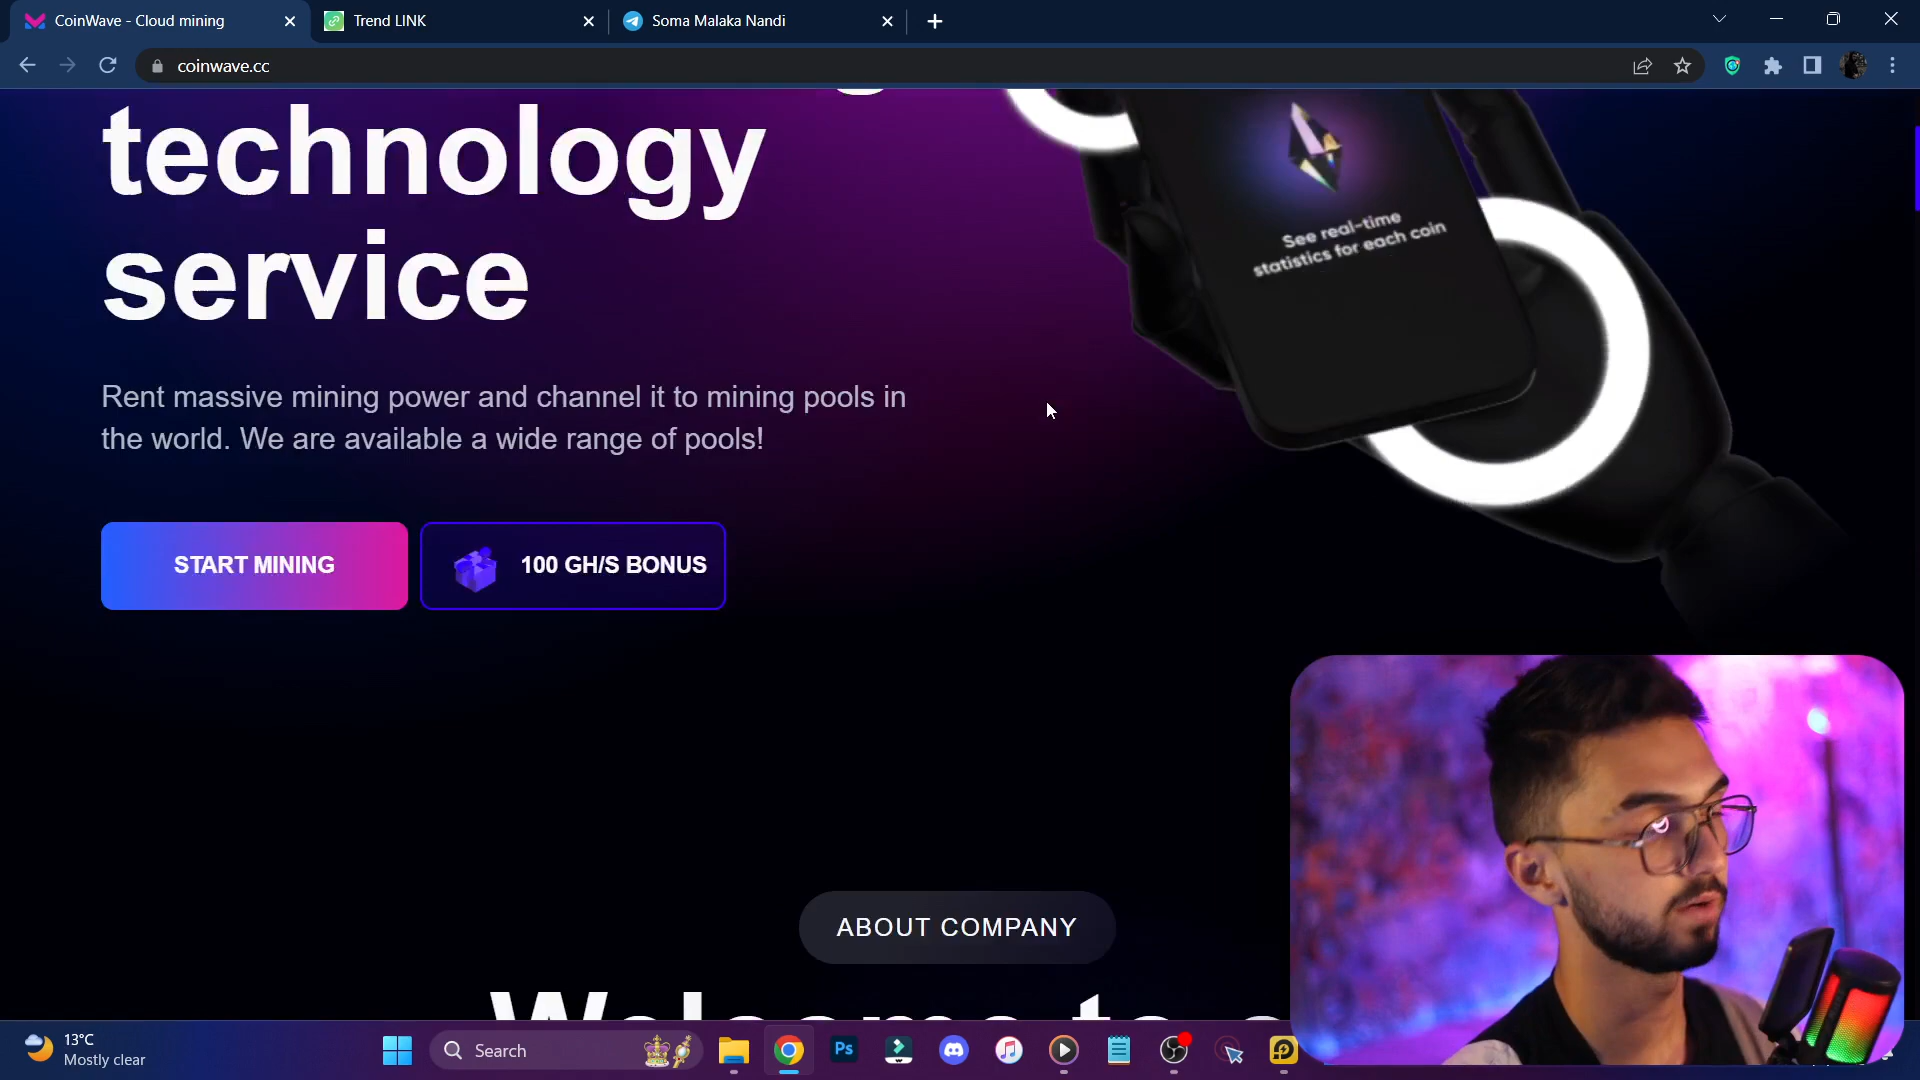 CoinWave - Cloud mining
Trend LINK
Soma Malaka Nandi
coinwave.cc
technology
service
See real-time
statistics for each coin
Rent massive mining power and channel it to mining pools in
the world. We are available a wide range of pools!
START MINING
100 GH/S BONUS
ABOUT COMPANY
13°C
Mostly clear
Search
Ps